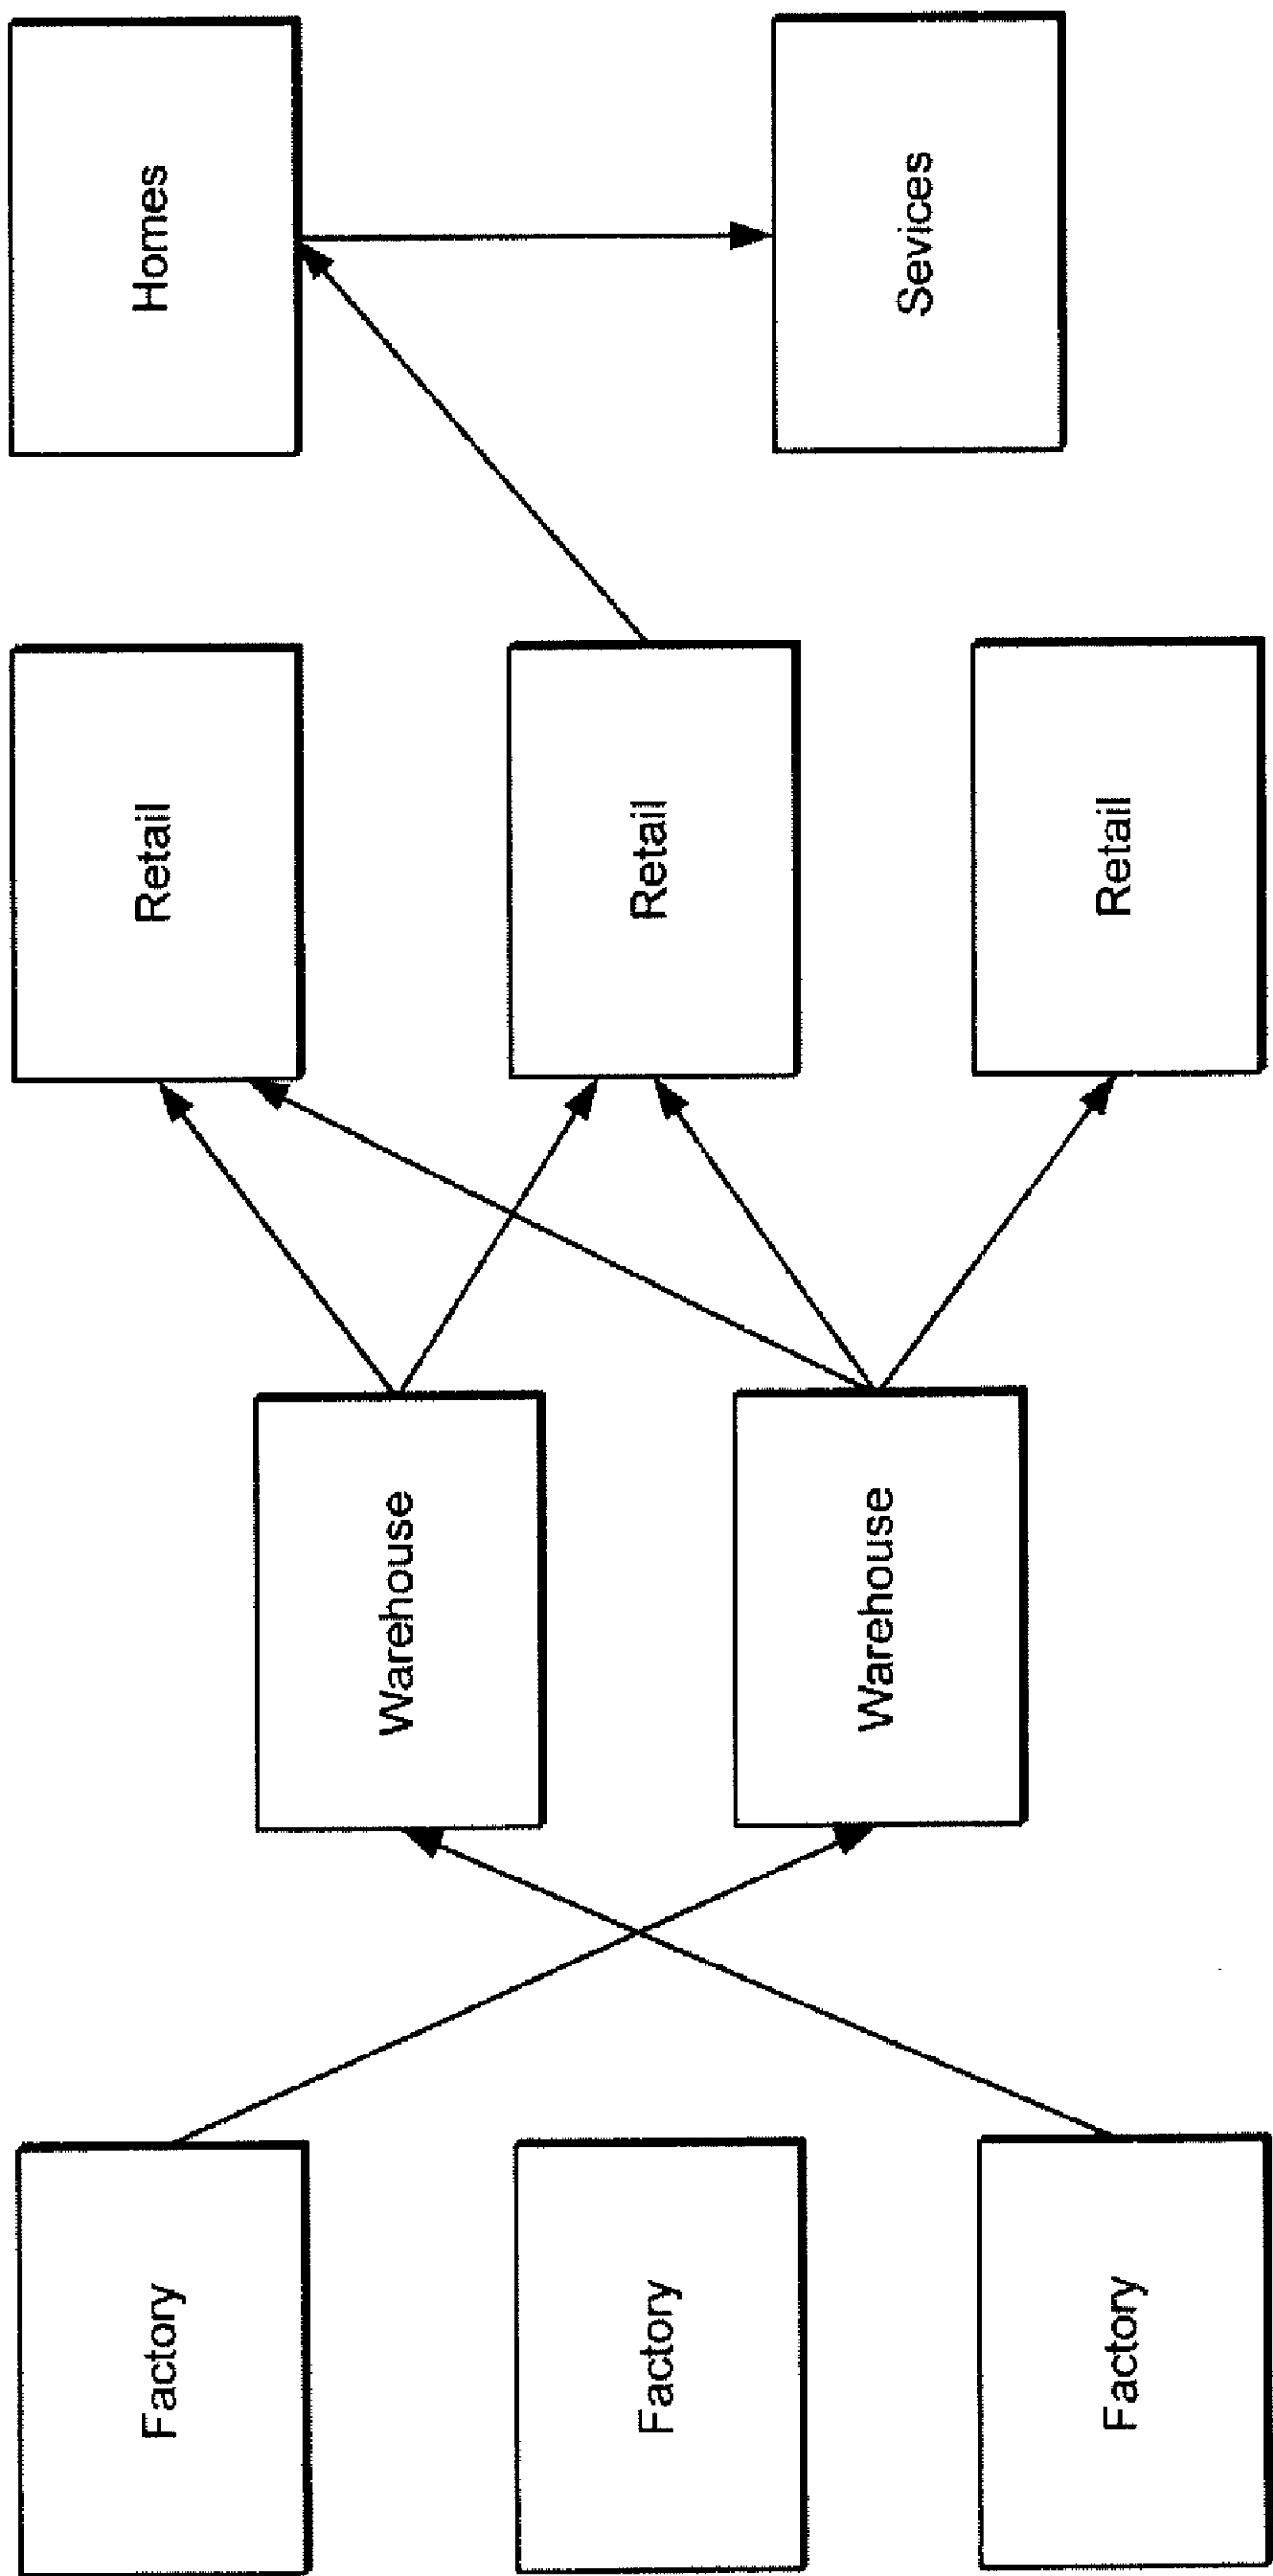 Factory
Factory
Factory
Warehouse
Warehouse
Retail
Retail
Retail
Homes
Sevices